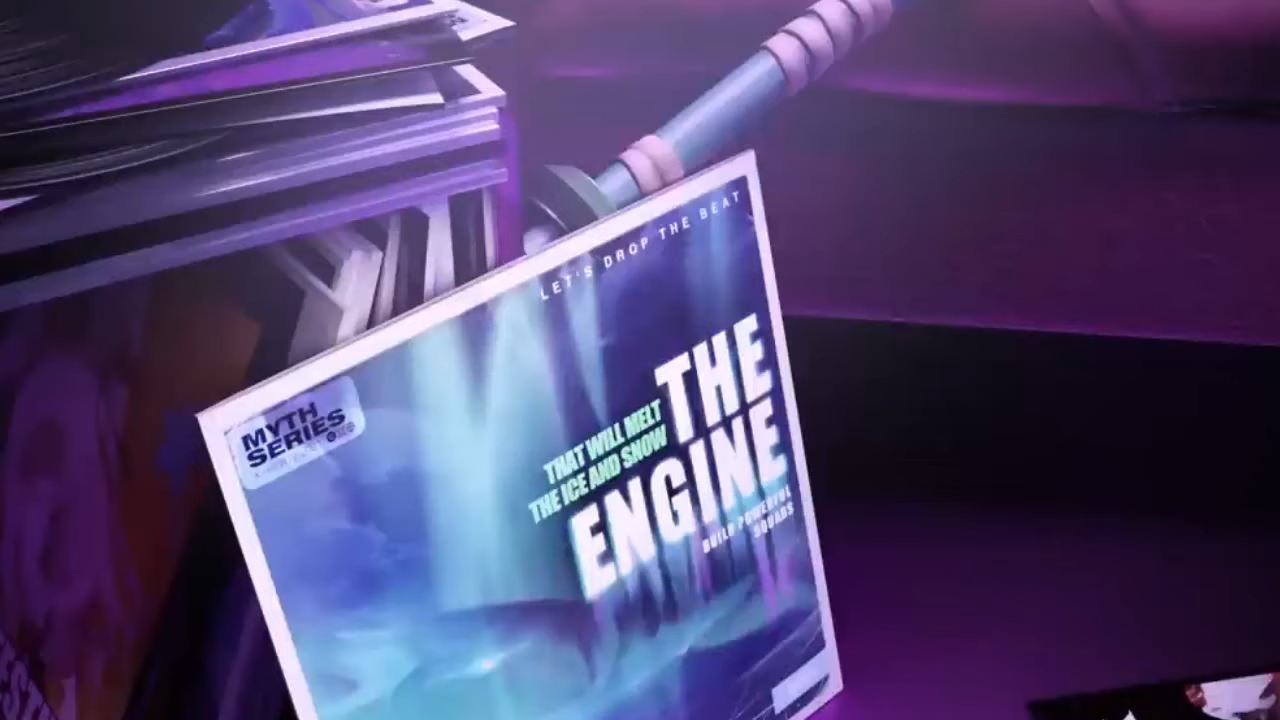 LET'S DROP THE BEAT
MYTH
SERIES
THE
THAT WILL MELT
THE ICE AND SNOW
ENGINE
BUILD POWERFUL
SQUADS